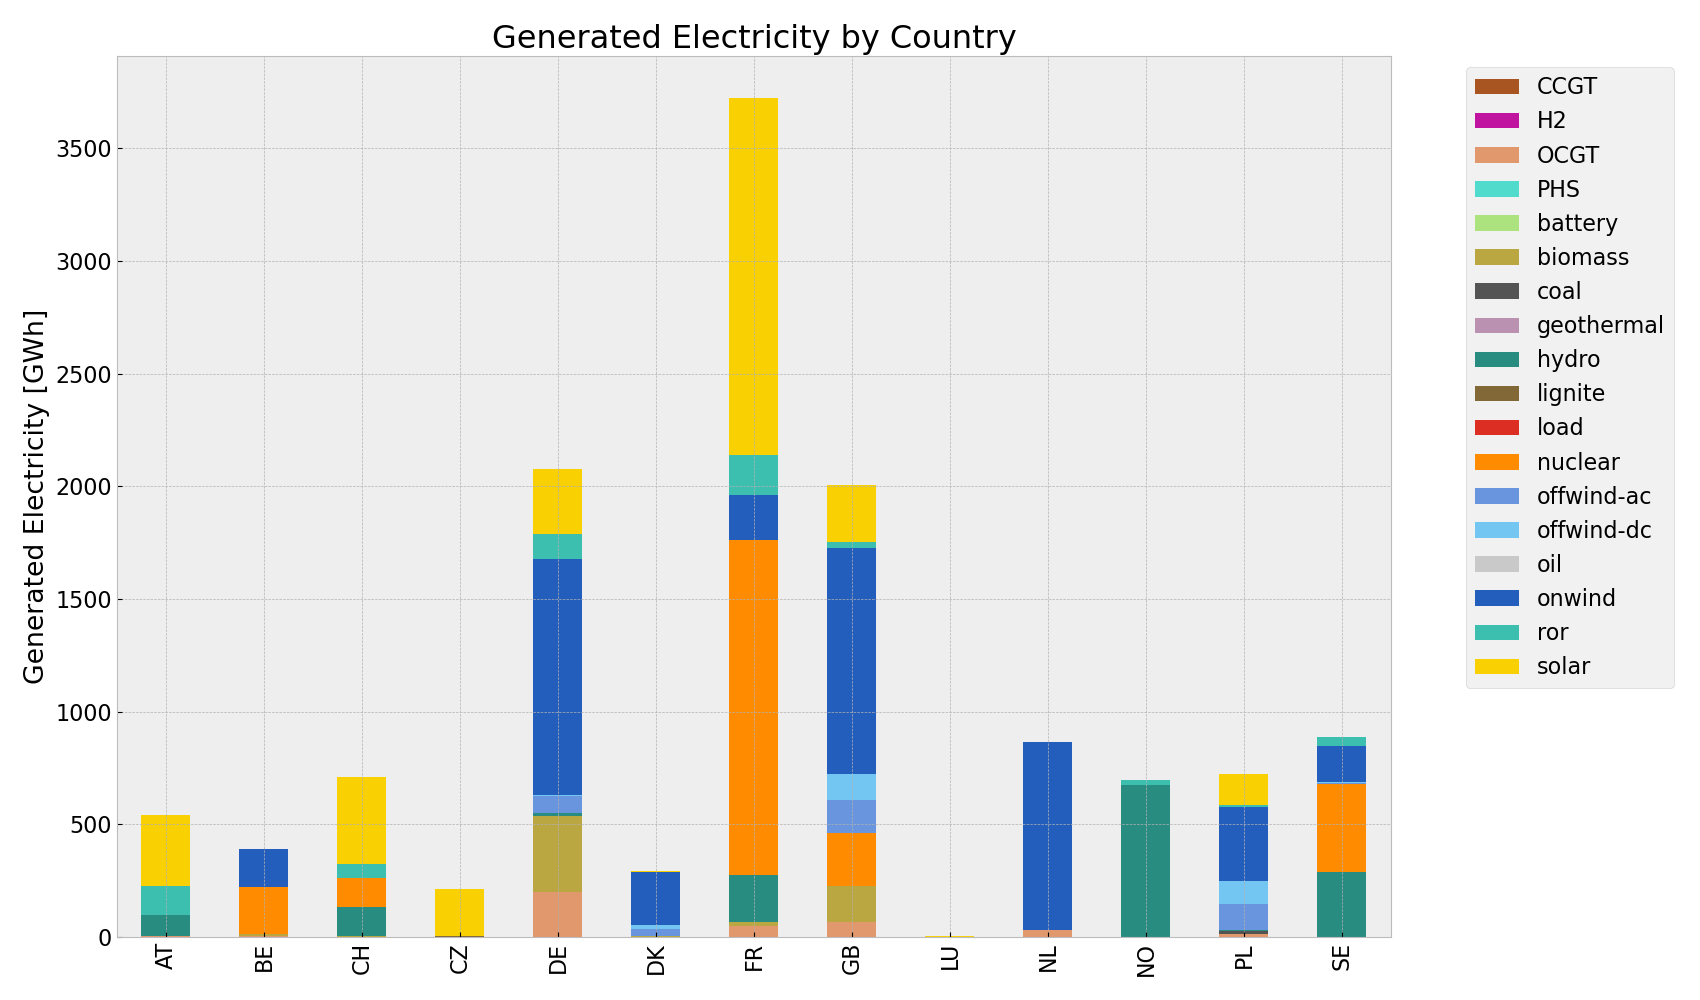 Generated Electricity by Country
Generated Electricity [GWh]
3500
3000
2500
2000
1500
1000
500
0
AT BE CH CZ DE DK FR GB LU NL NO PL SE
CCGT
H2
OCGT
PHS
battery
biomass
coal
geothermal
hydro
lignite
load
nuclear
offwind-ac
offwind-dc
oil
onwind
ror
solar